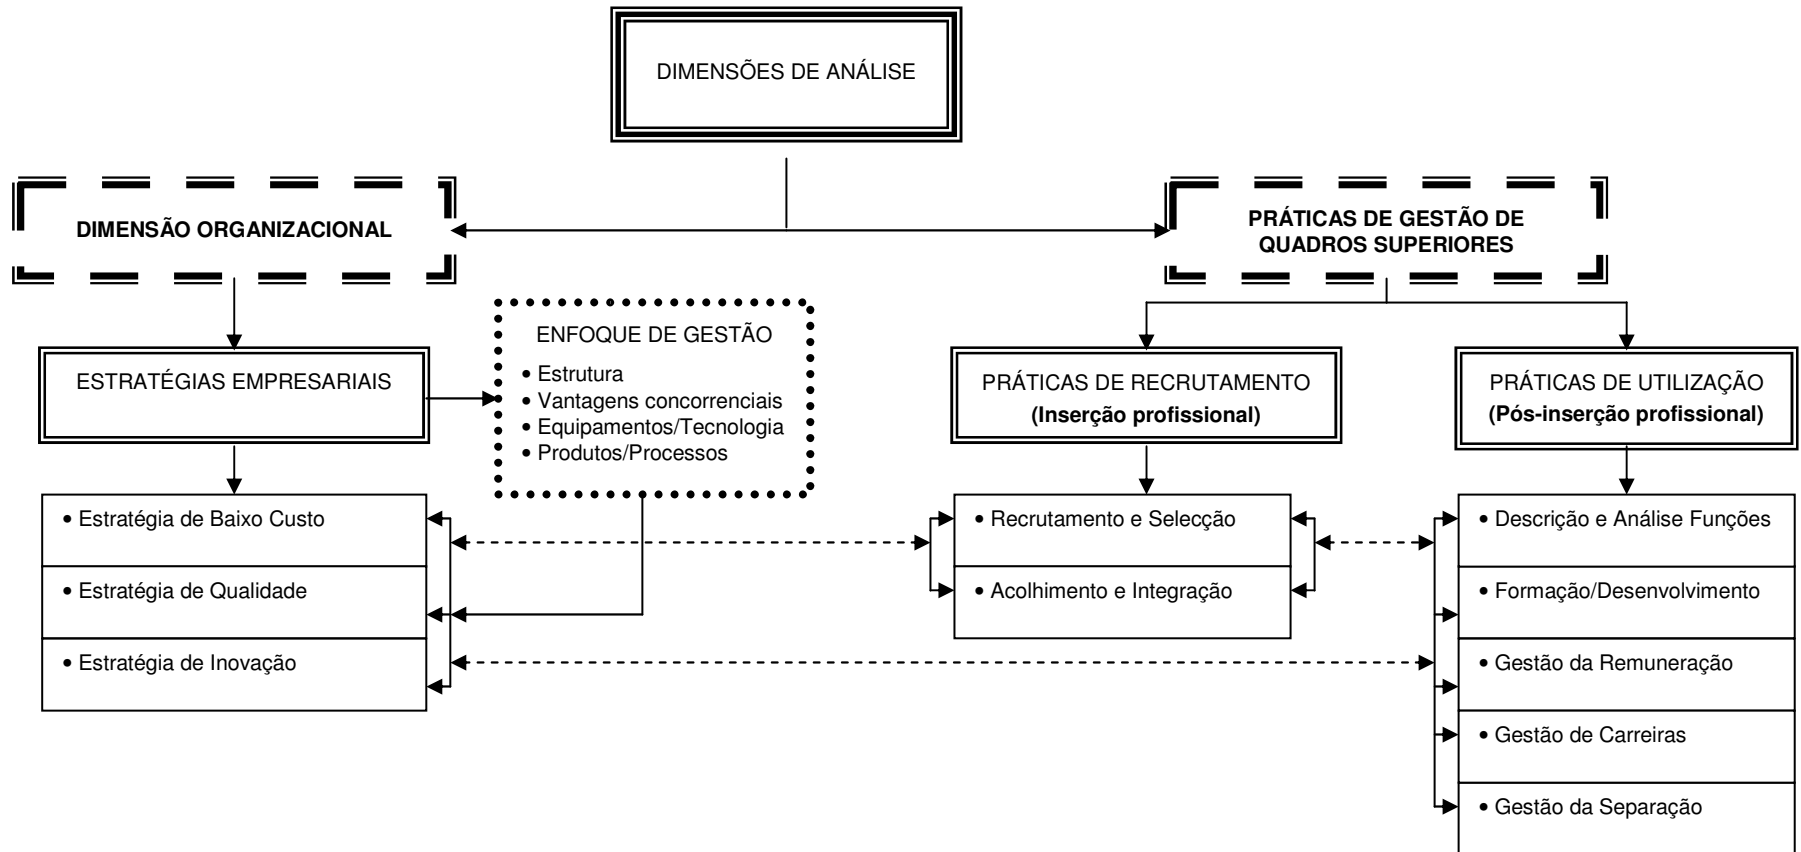 DIMENSÕES DE ANÁLISE
DIMENSÃO ORGANIZACIONAL
PRÁTICAS DE GESTÃO DE
QUADROS SUPERIORES
ENFOQUE DE GESTÃO
• Estrutura
• Vantagens concorrenciais
• Equipamentos/Tecnologia
• Produtos/Processos
ESTRATÉGIAS EMPRESARIAIS
PRÁTICAS DE RECRUTAMENTO
(Inserção profissional)
PRÁTICAS DE UTILIZAÇÃO
(Pós-inserção profissional)
• Estratégia de Baixo Custo
• Estratégia de Qualidade
• Estratégia de Inovação
• Recrutamento e Selecção
• Acolhimento e Integração
• Descrição e Análise Funções
• Formação/Desenvolvimento
• Gestão da Remuneração
• Gestão de Carreiras
• Gestão da Separação